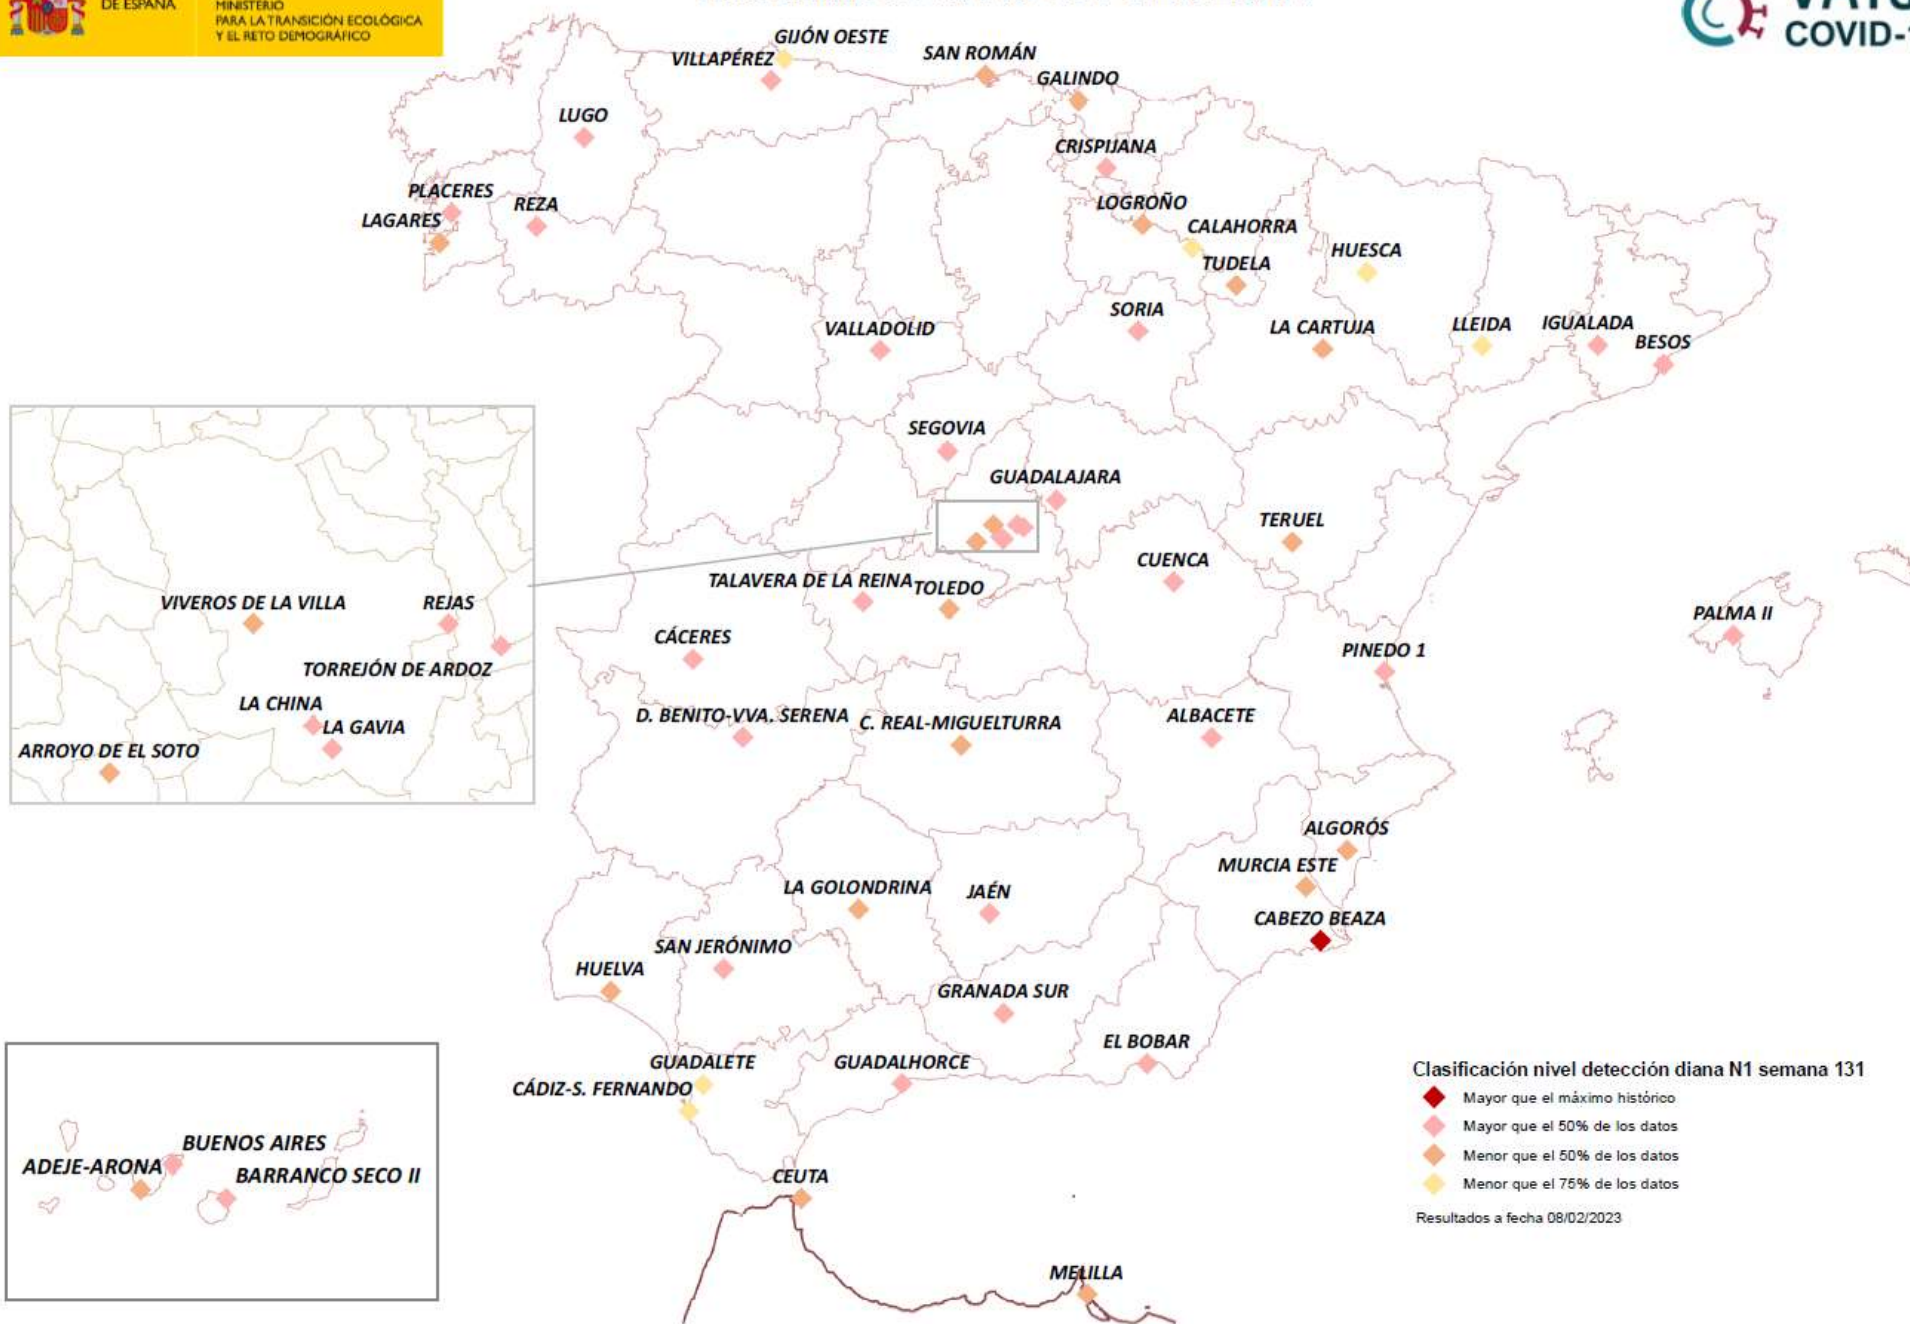 DE ESPAÑA
MINISTERIO
PARA LA TRANSICIÓN ECOLÓGICA
Y EL RETO DEMOGRÁFICO
COVID-1
GIJÓN OESTE
VILLAPÉREZ
SAN ROMÁN
GALINDO
LUGO
CRISPIJANA
PLACERES
REZA
LOGROÑO
LAGARES
CALAHORRA
HUESCA
TUDELA
SORIA
VALLADOLID
LA CARTUJA
LLEIDA
IGUALADA
BESOS
SEGOVIA
GUADALAJARA
TERUEL
CUENCA
TALAVERA DE LA REINA
TOLEDO
VIVEROS DE LA VILLA
REJAS
PALMA II
CÁCERES
PINEDO 1
TORREJÓN DE ARDOZ
LA CHINA
LA GAVIA
D. BENITO-VVA. SERENA
C. REAL-MIGUELTURRA
ALBACETE
ARROYO DE EL SOTO
ALGORÓS
MURCIA ESTE
LA GOLONDRINA
JAÉN
CABEZO BEAZA
SAN JERÓNIMO
HUELVA
GRANADA SUR
EL BOBAR
GUADALETE
GUADALHORCE
CÁDIZ-S. FERNANDO
Clasificación nivel detección diana N1 semana 131
Mayor que el máximo histórico
Mayor que el 50% de los datos
Menor que el 50% de los datos
Menor que el 75% de los datos
Resultados a fecha 08/02/2023
BUENOS AIRES
ADEJE-ARONA
BARRANCO SECO II
CEUTA
MELILLA